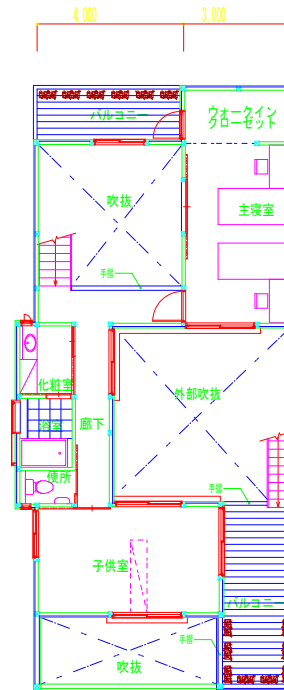 4,000
3,000
バルコニー
ウォークイン
クローゼット
吹抜
主寝室
手摺
化粧室
外部吹抜
浴室
廊下
便所
手摺
子供室
バルコニー
手摺
吹抜